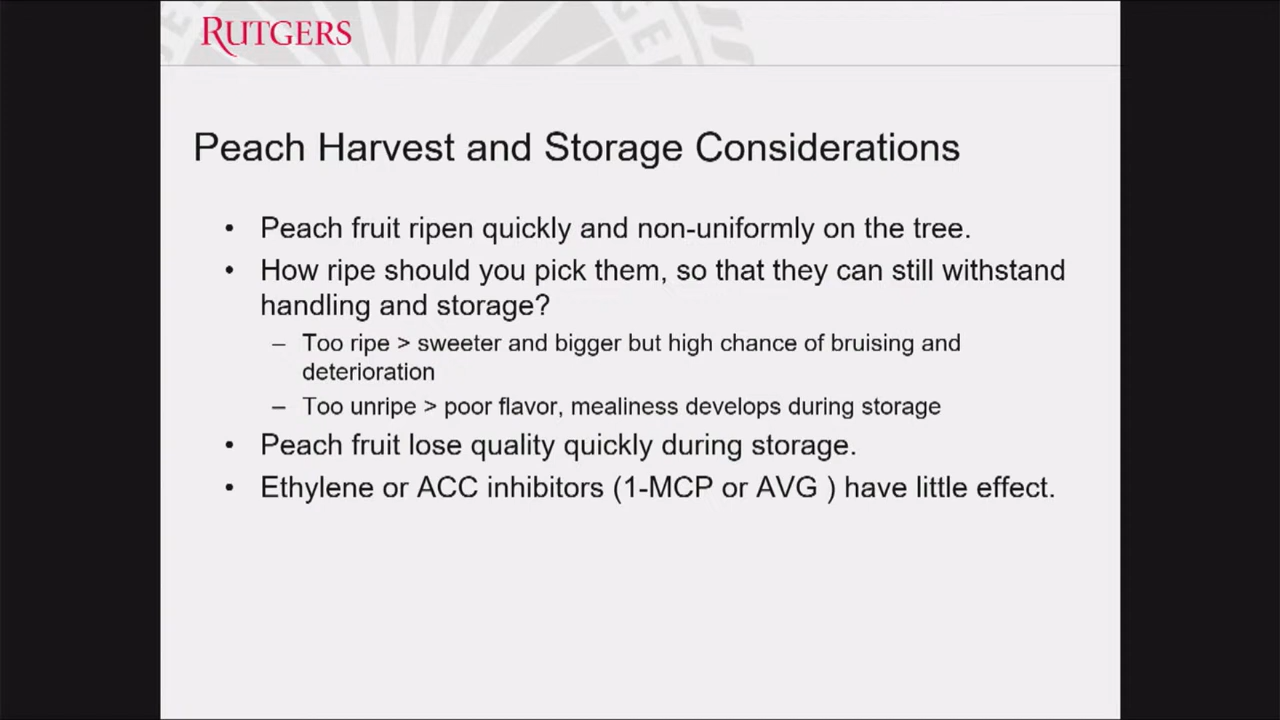 RUTGERS
Peach Harvest and Storage Considerations
• Peach fruit ripen quickly and non-uniformly on the tree.
• How ripe should you pick them, so that they can still withstand
handling and storage?
– Too ripe > sweeter and bigger but high chance of bruising and
deterioration
– Too unripe > poor flavor, mealiness develops during storage
• Peach fruit lose quality quickly during storage.
• Ethylene or ACC inhibitors (1-MCP or AVG ) have little effect.